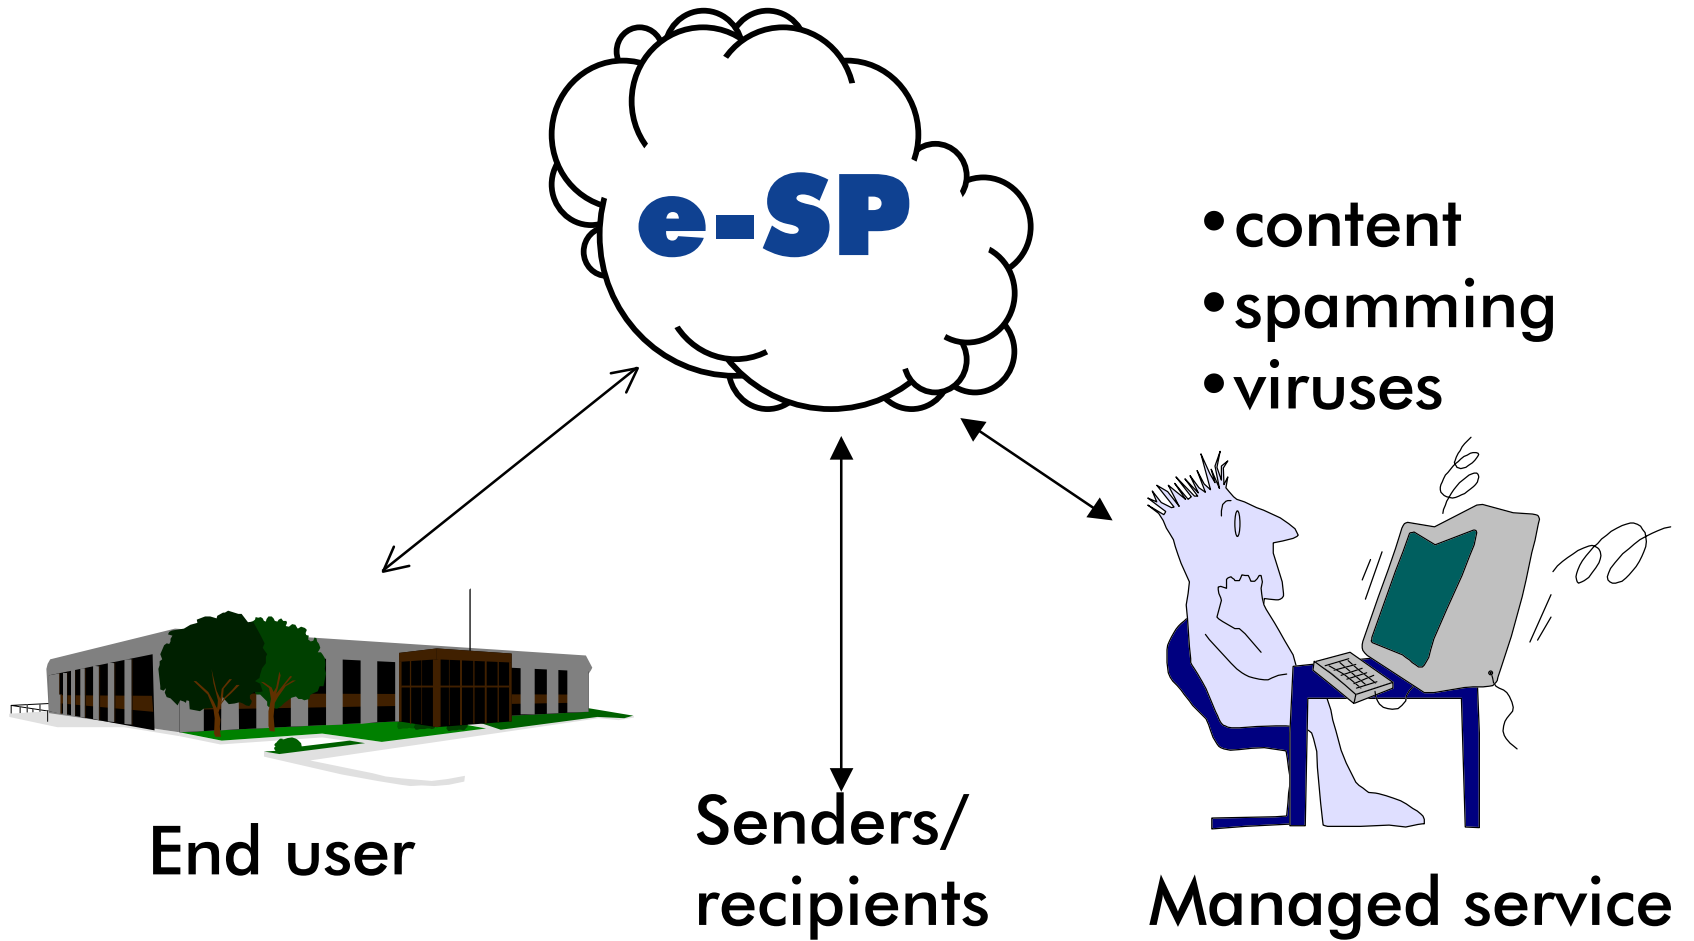 e-SP
•content
•spamming
•viruses
End user
Senders/
recipients
Managed service